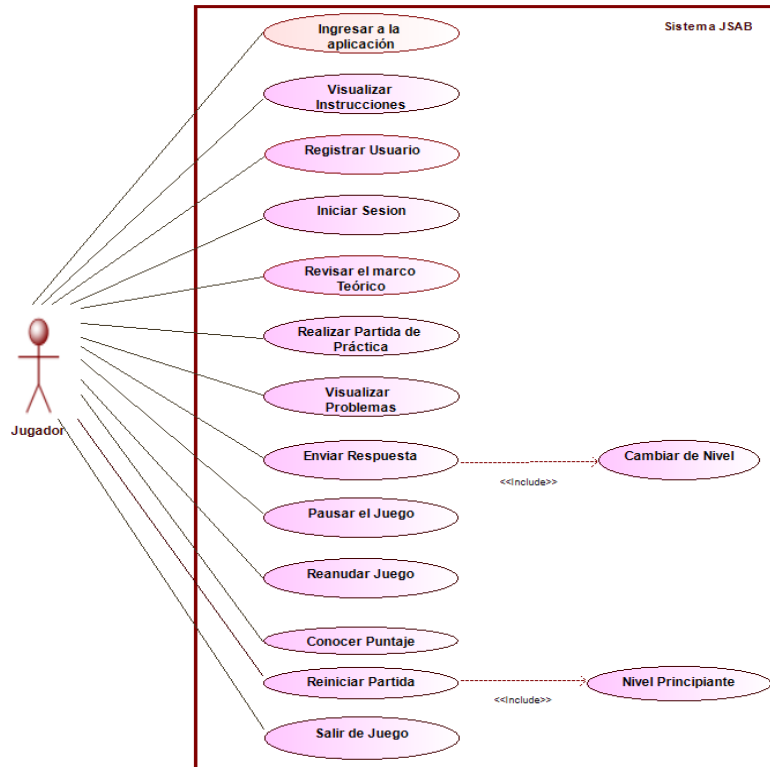 Sistema JSAB
Ingresar a la
aplicación
Visualizar
Instrucciones
Registrar Usuario
Iniciar Sesion
Revisar el marco
Teórico
Realizar Partida de
Práctica
Visualizar
Problemas
Jugador
Enviar Respuesta
Cambiar de Nivel
<<Include>>
Pausar el Juego
Reanudar Juego
Conocer Puntaje
Reiniciar Partida
Nivel Principiante
<<Include>>
Salir de Juego